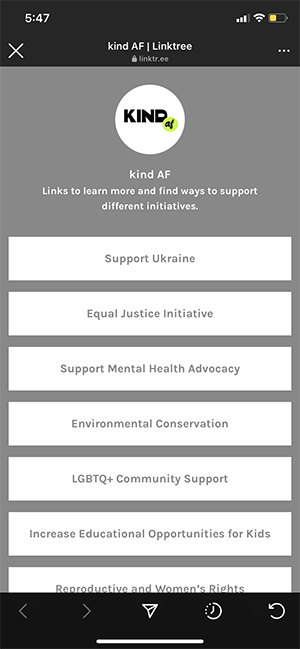 5:47
kind AF | Linktree
linktr.ee
KIND
af
kind AF
Links to learn more and find ways to support
different initiatives.
Support Ukraine
Equal Justice Initiative
Support Mental Health Advocacy
Environmental Conservation
LGBTQ+ Community Support
Increase Educational Opportunities for Kids
Reproductive and Women's Rights